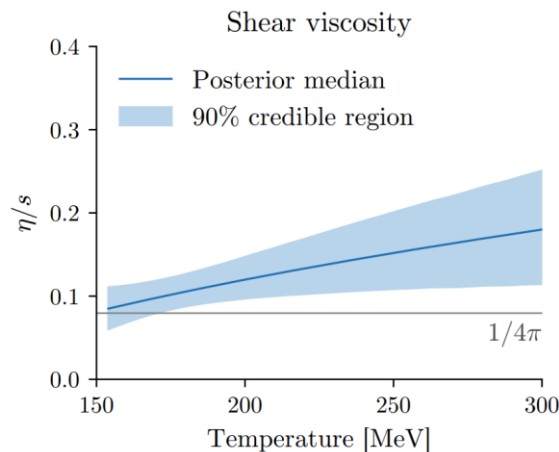 Shear viscosity
0.4
Posterior median
90% credible region
0.3
η/s
0.2
0.1
1/4π
0.0
150
200
250
300
Temperature [MeV]